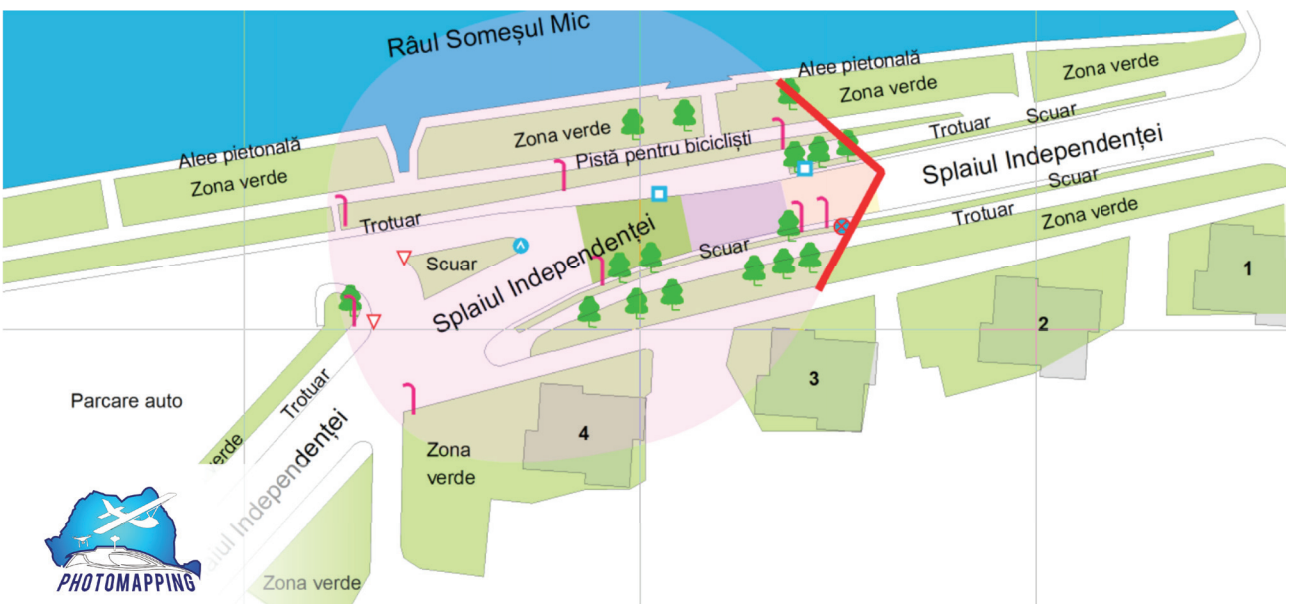 Râul Someșul Mic
Alee pietonală
Zona verde
Zona verde
Zona verde
Trotuar
Scuar
Pistă pentru bicicliști
Alee pietonală
Zona verde
Splaiul Independenței
Scuar
Trotuar
Zona verde
Trotuar
Scuar
Scuar
Splaiul Independenței
1
2
3
4
Parcare auto
Trotuar
erde
Zona
verde
aiul Independenței
Zona verde
PHOTOMAPPING